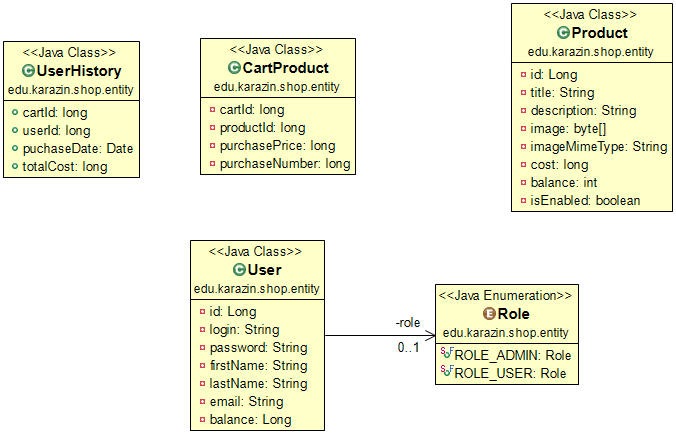 <<Java Class>>
UserHistory
edu.karazin.shop.entity
cartId: long
userId: long
puchaseDate: Date
totalCost: long
<<Java Class>>
CartProduct
edu.karazin.shop.entity
cartId: long
productId: long
purchasePrice: long
purchaseNumber: long
<<Java Class>>
Product
edu.karazin.shop.entity
id: Long
title: String
description: String
image: byte[]
imageMimeType: String
cost: long
balance: int
isEnabled: boolean
<<Java Class>>
User
edu.karazin.shop.entity
id: Long
login: String
password: String
firstName: String
lastName: String
email: String
balance: Long
-role
0..1
<<Java Enumeration>>
Role
edu.karazin.shop.entity
ROLE_ADMIN: Role
ROLE_USER: Role